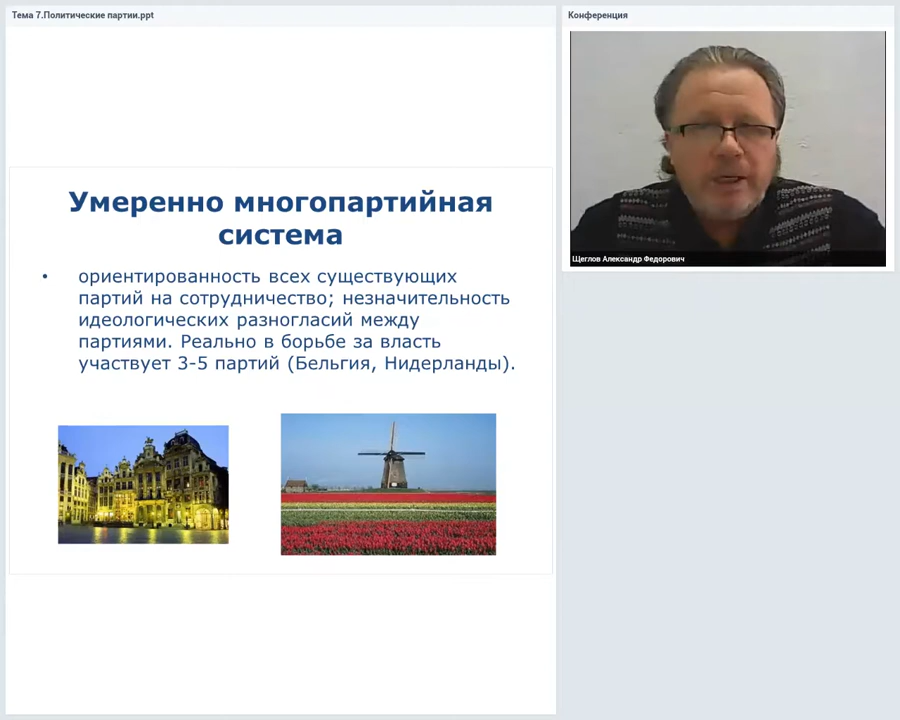 Тема 7.Политические партии.ppt
Конференция
Умеренно многопартийная
система
• ориентированность всех существующих
партий на сотрудничество; незначительность
идеологических разногласий между
партиями. Реально в борьбе за власть
участвует 3-5 партий (Бельгия, Нидерланды).
Щеглов Александр Федорович